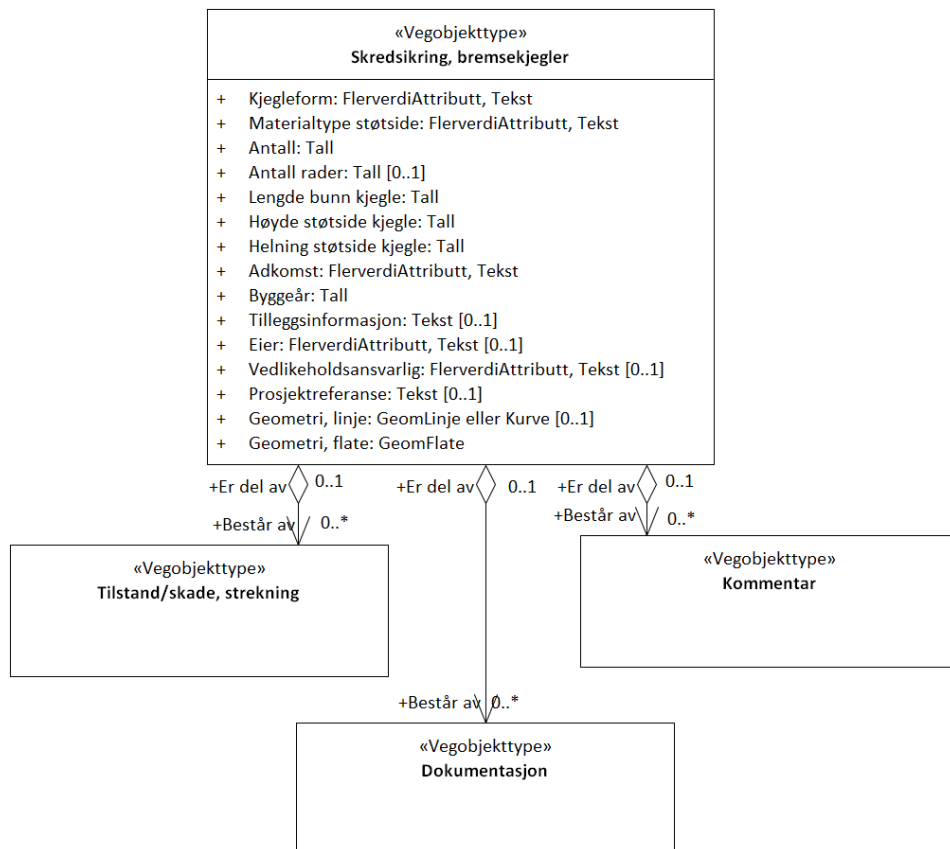 «Vegobjekttype»
Skredsikring, bremsekjegler
+ Kjegleform: FlerverdiAttributt, Tekst
+ Materialtype støtside: FlerverdiAttributt, Tekst
+ Antall: Tall
+ Antall rader: Tall [0..1]
+ Lengde bunn kjegle: Tall
+ Høyde støtside kjegle: Tall
+ Helning støtside kjegle: Tall
+ Adkomst: FlerverdiAttributt, Tekst
+ Byggeår: Tall
+ Tilleggsinformasjon: Tekst [0..1]
+ Eier: FlerverdiAttributt, Tekst [0..1]
+ Vedlikeholdsansvarlig: FlerverdiAttributt, Tekst [0..1]
+ Prosjektreferanse: Tekst [0..1]
+ Geometri, linje: GeomLinje eller Kurve [0..1]
+ Geometri, flate: GeomFlate
+Er del av 0..1 +Er del av 0..1 +Er del av 0..1
+Består av 0..* +Består av 0..*
«Vegobjekttype»
Tilstand/skade, strekning
«Vegobjekttype»
Kommentar
+Består av 0..*
«Vegobjekttype»
Dokumentasjon